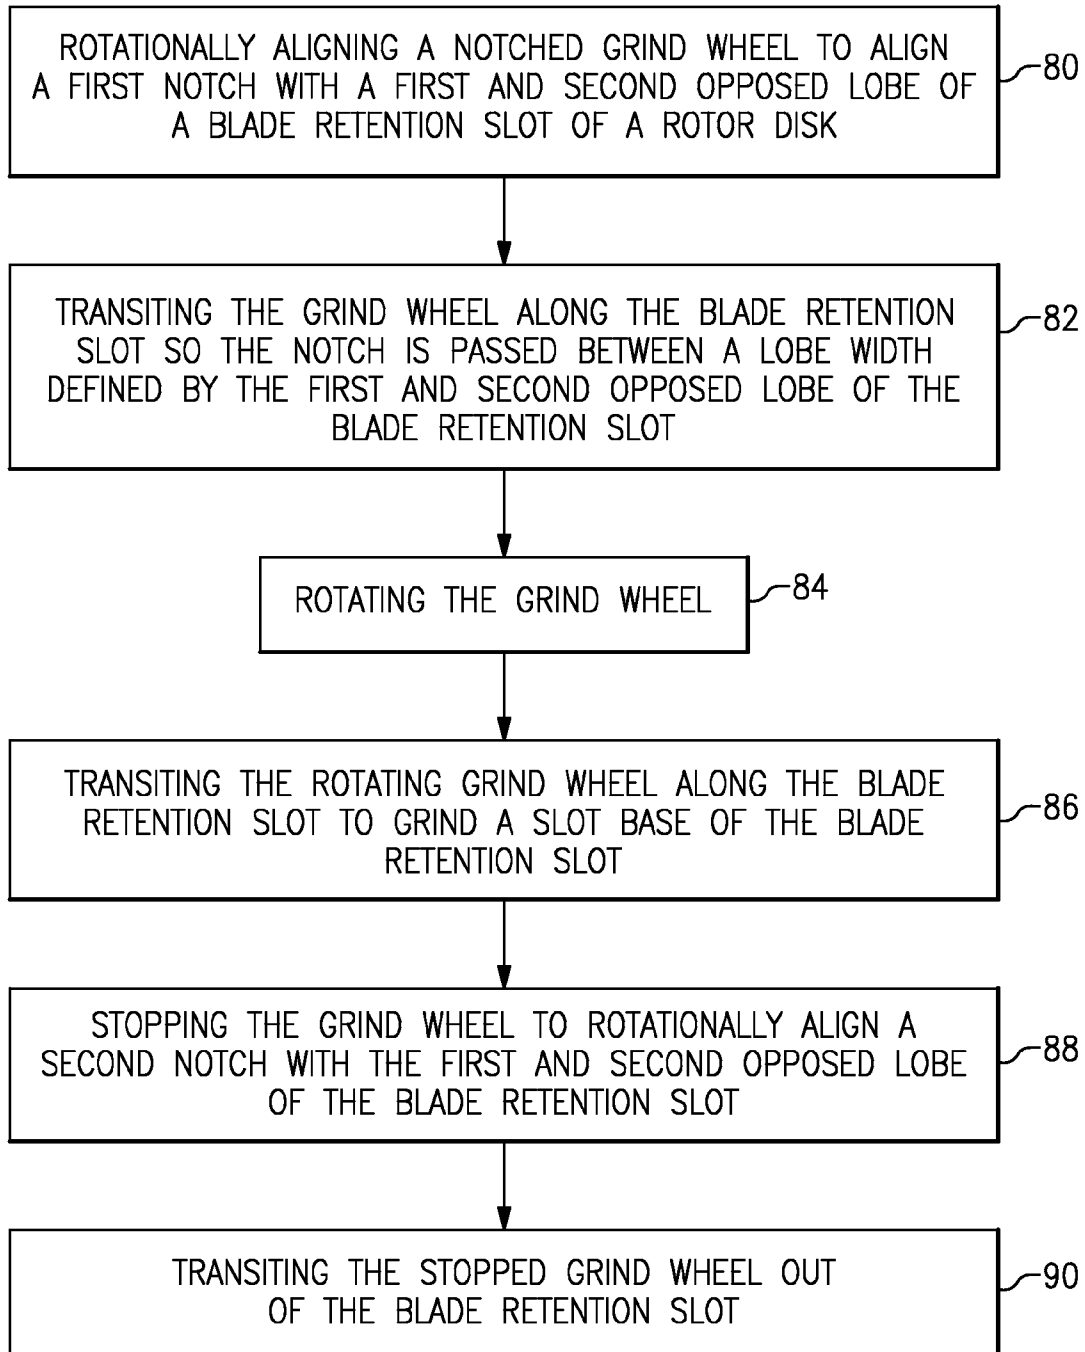 ROTATIONALLY ALIGNING A NOTCHED GRIND WHEEL TO ALIGN
A FIRST NOTCH WITH A FIRST AND SECOND OPPOSED LOBE OF
A BLADE RETENTION SLOT OF A ROTOR DISK
80
TRANSITING THE GRIND WHEEL ALONG THE BLADE RETENTION
SLOT SO THE NOTCH IS PASSED BETWEEN A LOBE WIDTH
DEFINED BY THE FIRST AND SECOND OPPOSED LOBE OF THE
BLADE RETENTION SLOT
82
ROTATING THE GRIND WHEEL
84
TRANSITING THE ROTATING GRIND WHEEL ALONG THE BLADE
RETENTION SLOT TO GRIND A SLOT BASE OF THE BLADE
RETENTION SLOT
86
STOPPING THE GRIND WHEEL TO ROTATIONALLY ALIGN A
SECOND NOTCH WITH THE FIRST AND SECOND OPPOSED LOBE
OF THE BLADE RETENTION SLOT
88
TRANSITING THE STOPPED GRIND WHEEL OUT
OF THE BLADE RETENTION SLOT
90